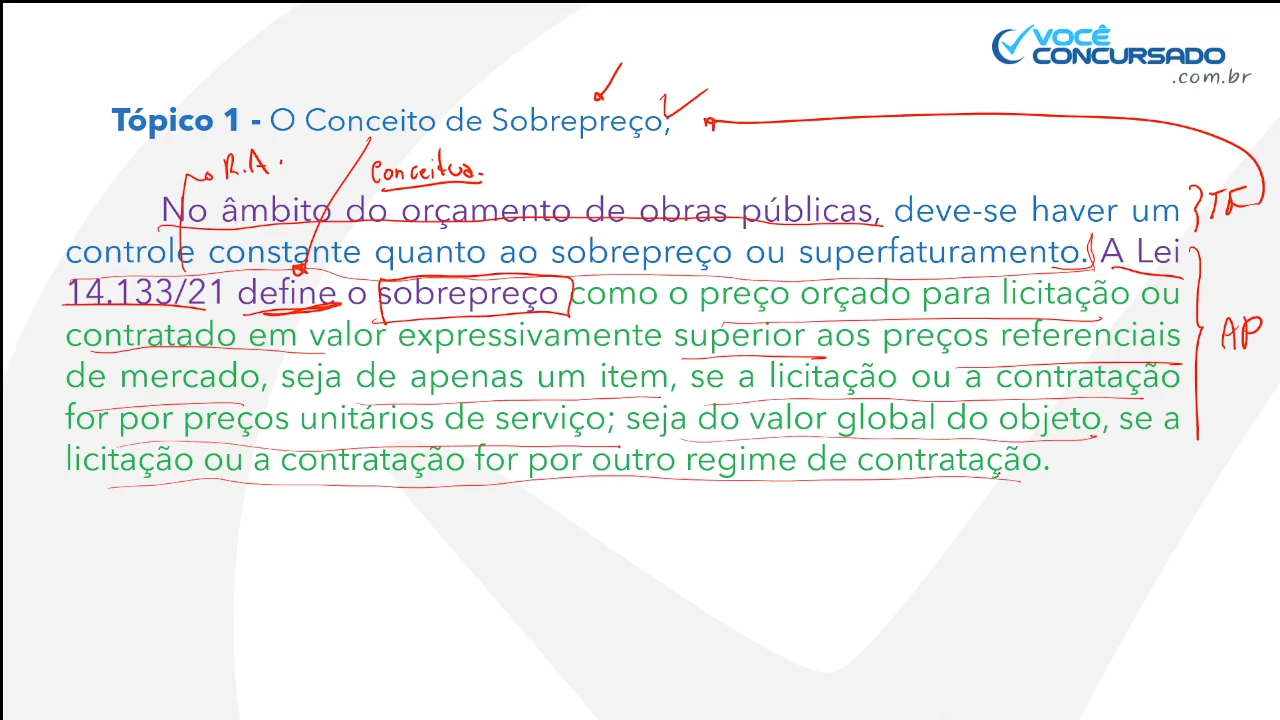 VOCÊ
CONCURSADO
.com.br
Tópico 1 - O Conceito de Sobrepreço;
R.A.
Conceitua.
No âmbito do orçamento de obras públicas, deve-se haver um
controle constante quanto ao sobrepreço ou superfaturamento. A Lei
14.133/21 define o sobrepreço como o preço orçado para licitação ou
contratado em valor expressivamente superior aos preços referenciais
de mercado, seja de apenas um item, se a licitação ou a contratação
for por preços unitários de serviço; seja do valor global do objeto, se a
licitação ou a contratação for por outro regime de contratação.
TF
AP